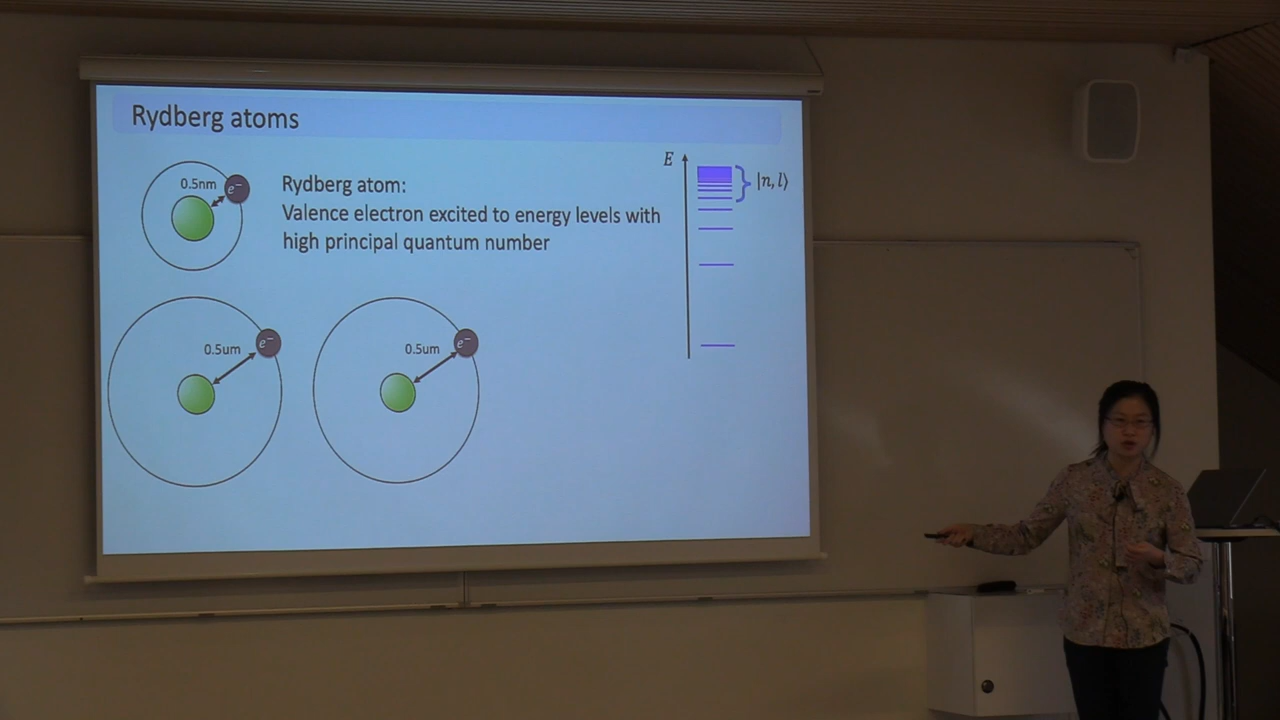 Rydberg atoms
0.5nm
e⁻
Rydberg atom:
Valence electron excited to energy levels with
high principal quantum number
E
|n, l⟩
0.5um
e⁻
0.5um
e⁻